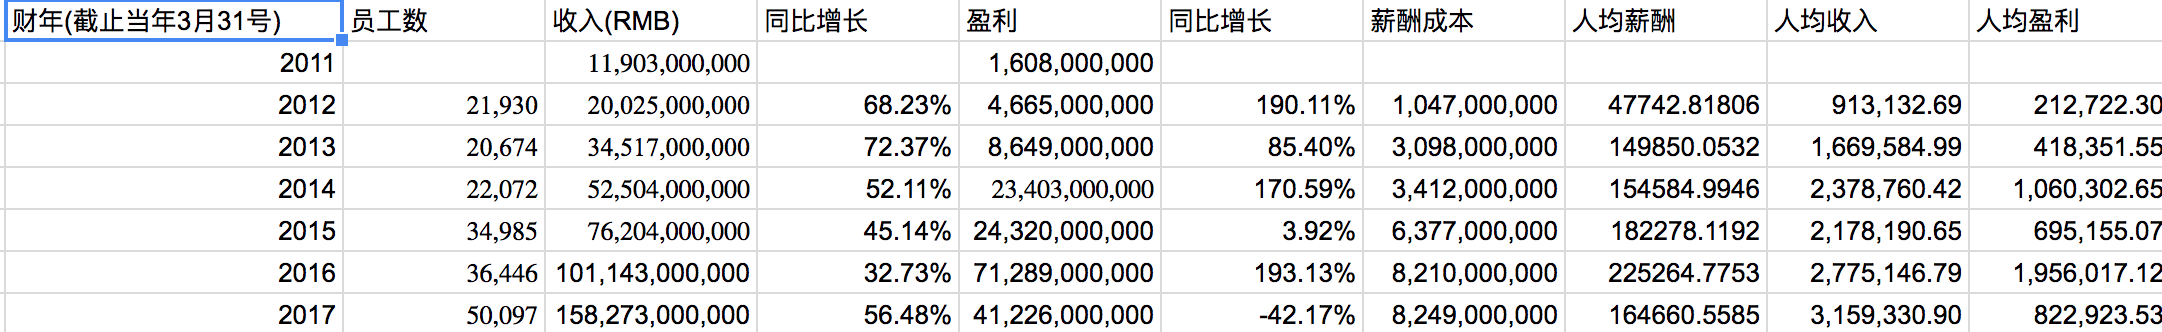 财年(截止当年3月31号) 员工数 收入(RMB) 同比增长 盈利 同比增长 薪酬成本 人均薪酬 人均收入 人均盈利
2011 11,903,000,000 1,608,000,000
2012 21,930 20,025,000,000 68.23% 4,665,000,000 190.11% 1,047,000,000 47742.81806 913,132.69 212,722.30
2013 20,674 34,517,000,000 72.37% 8,649,000,000 85.40% 3,098,000,000 149850.0532 1,669,584.99 418,351.55
2014 22,072 52,504,000,000 52.11% 23,403,000,000 170.59% 3,412,000,000 154584.9946 2,378,760.42 1,060,302.65
2015 34,985 76,204,000,000 45.14% 24,320,000,000 3.92% 6,377,000,000 182278.1192 2,178,190.65 695,155.07
2016 36,446 101,143,000,000 32.73% 71,289,000,000 193.13% 8,210,000,000 225264.7753 2,775,146.79 1,956,017.12
2017 50,097 158,273,000,000 56.48% 41,226,000,000 -42.17% 8,249,000,000 164660.5585 3,159,330.90 822,923.53